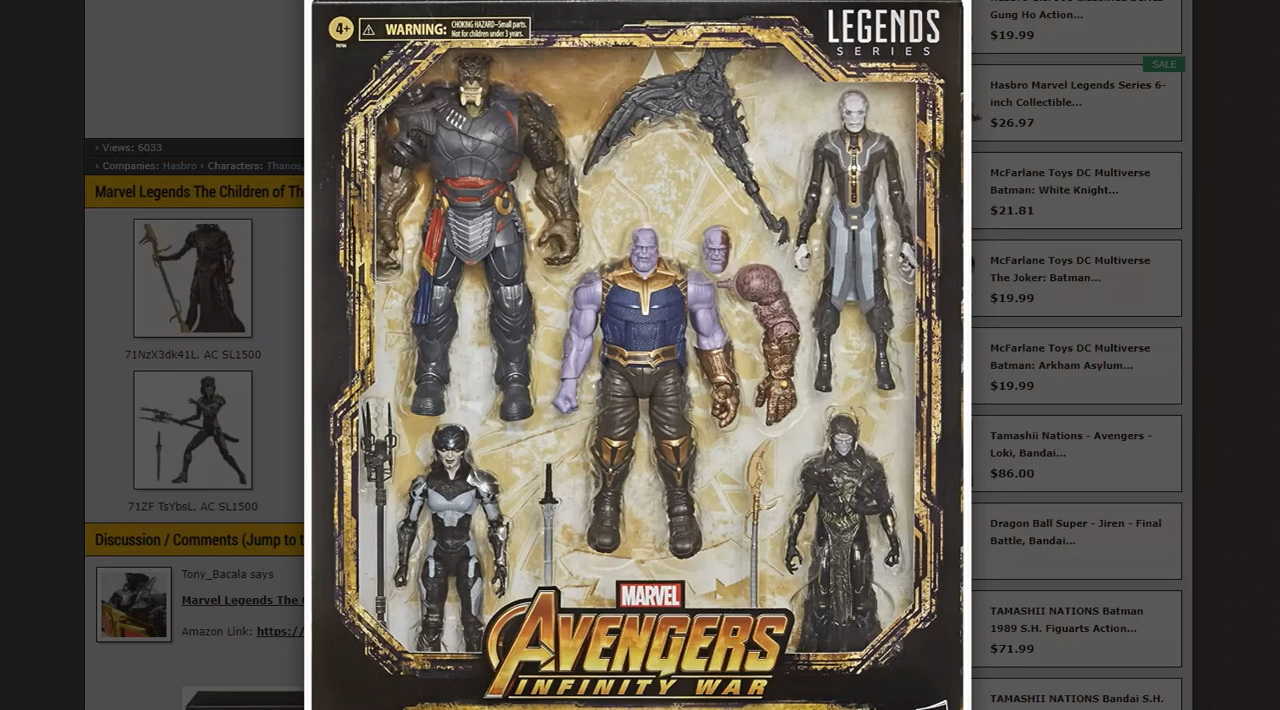 4+
WARNING:
CHOKING HAZARD–Small parts.
Not for children under 3 years.
LEGENDS
SERIES
MARVEL
AVENGERS
INFINITY WAR
› Views: 6033
› Companies: Hasbro › Characters: Thanos,
Marvel Legends The Children of Th
71NzX3dk41L. AC SL1500
71ZF TsYbsL. AC SL1500
Discussion / Comments (Jump to t
Tony_Bacala says
Marvel Legends The
Amazon Link: https://
Gung Ho Action...
$19.99
SALE
Hasbro Marvel Legends Series 6-
inch Collectible...
$26.97
McFarlane Toys DC Multiverse
Batman: White Knight...
$21.81
McFarlane Toys DC Multiverse
The Joker: Batman...
$19.99
McFarlane Toys DC Multiverse
Batman: Arkham Asylum...
$19.99
Tamashii Nations - Avengers -
Loki, Bandai...
$86.00
Dragon Ball Super - Jiren - Final
Battle, Bandai...
TAMASHII NATIONS Batman
1989 S.H. Figuarts Action...
$71.99
TAMASHII NATIONS Bandai S.H.